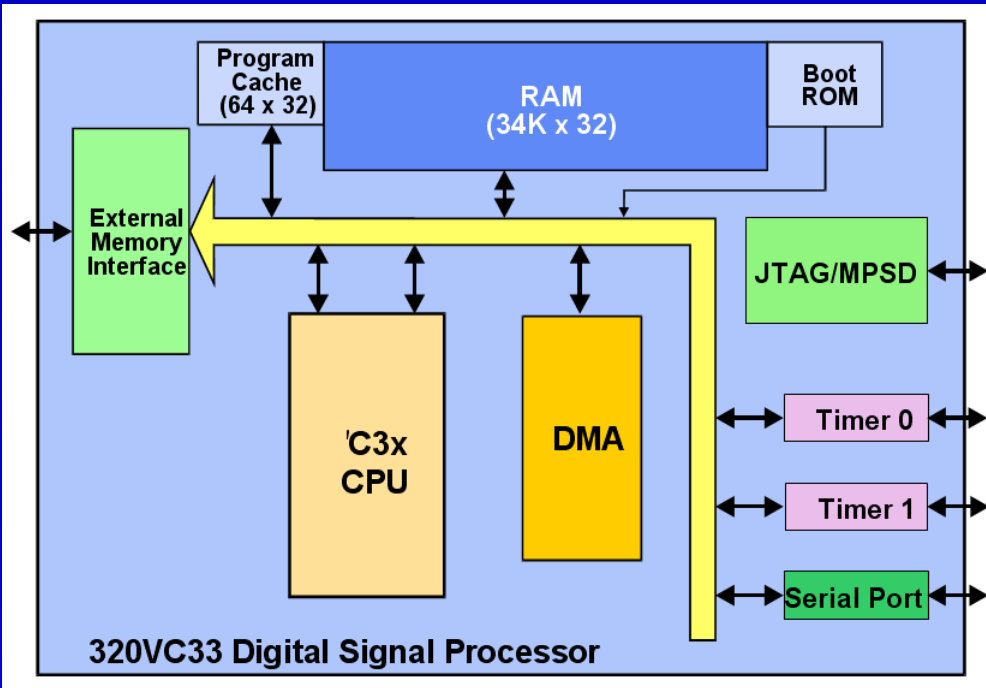 Program
Cache
(64 x 32)
RAM
(34K x 32)
Boot
ROM
External
Memory
Interface
JTAG/MPSD
'C3x
CPU
DMA
Timer 0
Timer 1
Serial Port
320VC33 Digital Signal Processor